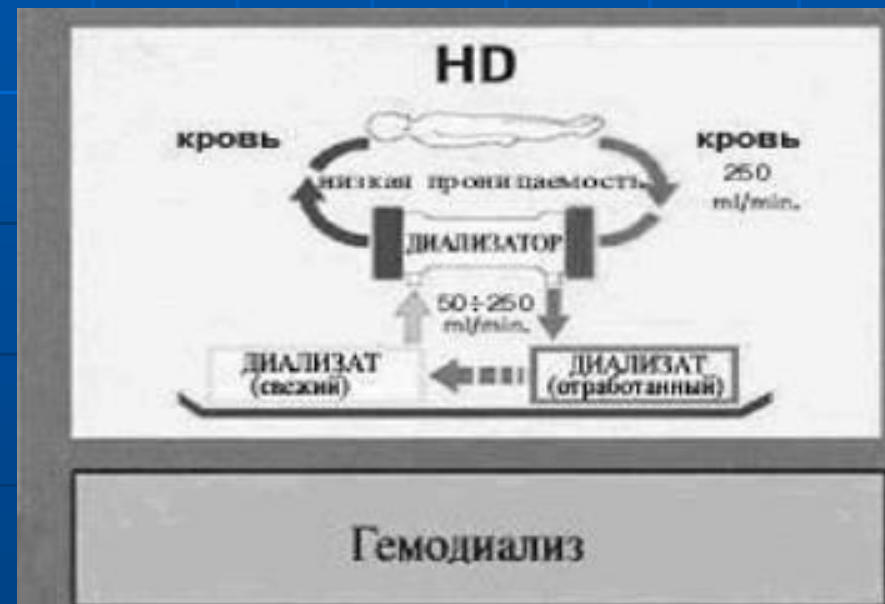 HD
кровь
кровь
250
ml/min.
низкая проницаемость
ДИАЛИЗАТОР
50÷250
ml/min.
ДИАЛИЗАТ
(свежий)
ДИАЛИЗАТ
(отработанный)
Гемодиализ